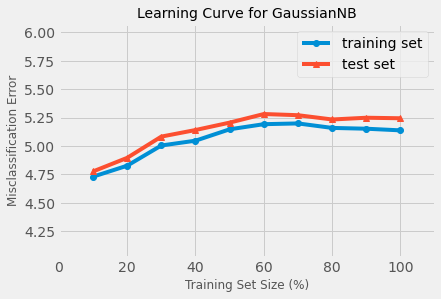 Learning Curve for GaussianNB
training set
test set
Misclassification Error
6.00
5.75
5.50
5.25
5.00
4.75
4.50
4.25
0 20 40 60 80 100
Training Set Size (%)